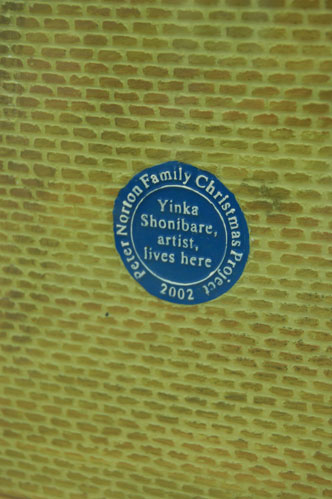 Peter Norton Family Christmas Project
Yinka
Shonibare,
artist,
lives here
2002